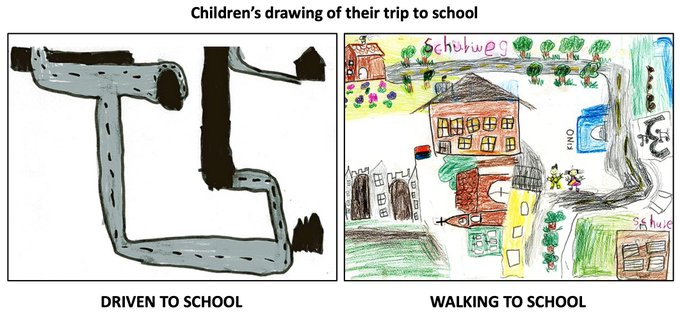 Children's drawing of their trip to school
Schulweg
KINO
Schule
DRIVEN TO SCHOOL
WALKING TO SCHOOL